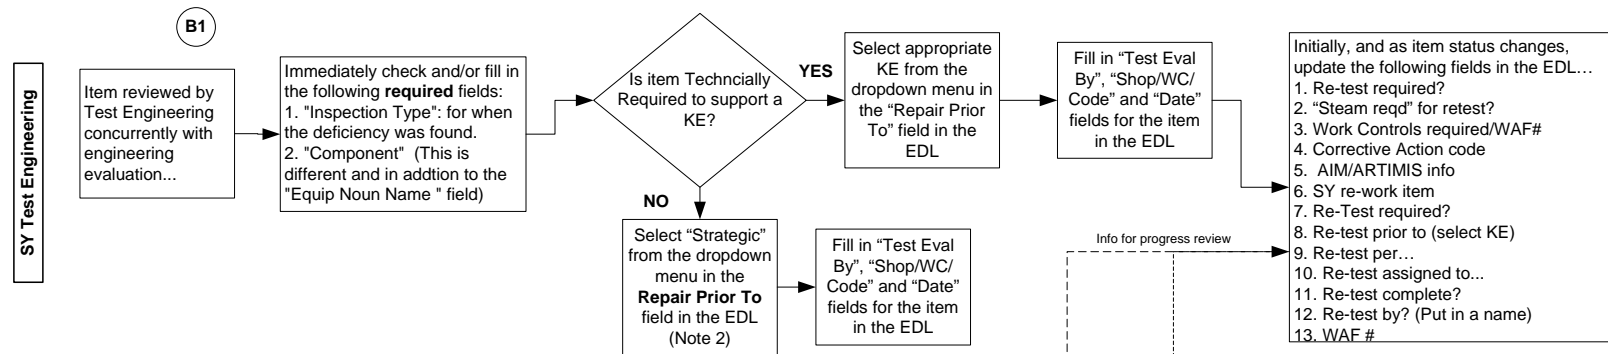 B1
SY Test Engineering
Item reviewed by
Test Engineering
concurrently with
engineering
evaluation...
Immediately check and/or fill in
the following required fields:
1. "Inspection Type": for when
the deficiency was found.
2. "Component"  (This is
different and in addtion to the
"Equip Noun Name " field)
Is item Techncially
Required to support a
KE?
YES
Select appropriate
KE from the
dropdown menu in
the “Repair Prior
To” field in the
EDL
Fill in “Test Eval
By”, “Shop/WC/
Code” and “Date”
fields for the item
in the EDL
NO
Select “Strategic”
from the dropdown
menu in the
Repair Prior To
field in the EDL
(Note 2)
Fill in “Test Eval
By”, “Shop/WC/
Code” and “Date”
fields for the item
in the EDL
Info for progress review
Initially, and as item status changes,
update the following fields in the EDL…
1. Re-test required?
2. “Steam reqd” for retest?
3. Work Controls required/WAF#
4. Corrective Action code
5.  AIM/ARTIMIS info
6. SY re-work item
7. Re-Test required?
8. Re-test prior to (select KE)
9. Re-test per…
10. Re-test assigned to...
11. Re-test complete?
12. Re-test by? (Put in a name)
13. WAF #